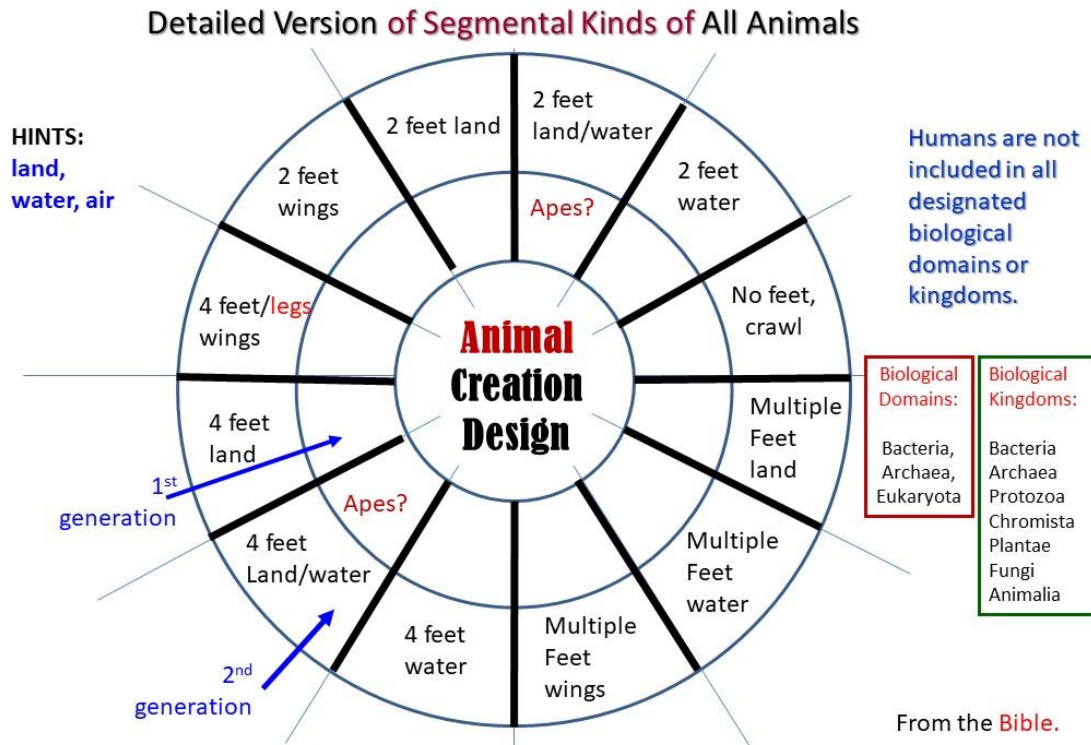 Detailed Version of Segmental Kinds of All Animals
HINTS:
land,
water, air
2 feet land
2 feet
land/water
2 feet
wings
Apes?
2 feet
water
Humans are not
included in all
designated
biological
domains or
kingdoms.
4 feet/legs
wings
No feet,
crawl
Animal
Creation
Design
4 feet
land
Multiple
Feet
land
Biological
Domains:
Bacteria,
Archaea,
Eukaryota
Biological
Kingdoms:
Bacteria
Archaea
Protozoa
Chromista
Plantae
Fungi
Animalia
1st
generation
Apes?
4 feet
Land/water
Multiple
Feet
water
4 feet
water
Multiple
Feet
wings
2nd
generation
From the Bible.